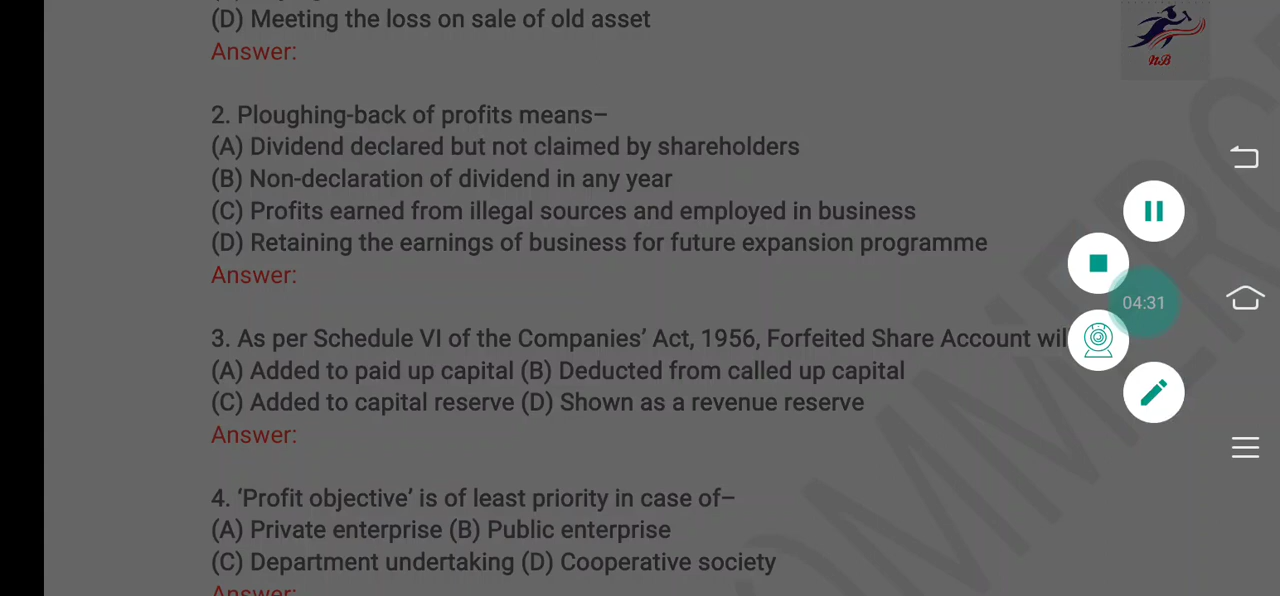 (D) Meeting the loss on sale of old asset
Answer:
NB
2. Ploughing-back of profits means–
(A) Dividend declared but not claimed by shareholders
(B) Non-declaration of dividend in any year
(C) Profits earned from illegal sources and employed in business
(D) Retaining the earnings of business for future expansion programme
Answer:
04:31
3. As per Schedule VI of the Companies’ Act, 1956, Forfeited Share Account
(A) Added to paid up capital (B) Deducted from called up capital
(C) Added to capital reserve (D) Shown as a revenue reserve
Answer:
4. ‘Profit objective’ is of least priority in case of–
(A) Private enterprise (B) Public enterprise
(C) Department undertaking (D) Cooperative society
Answer: